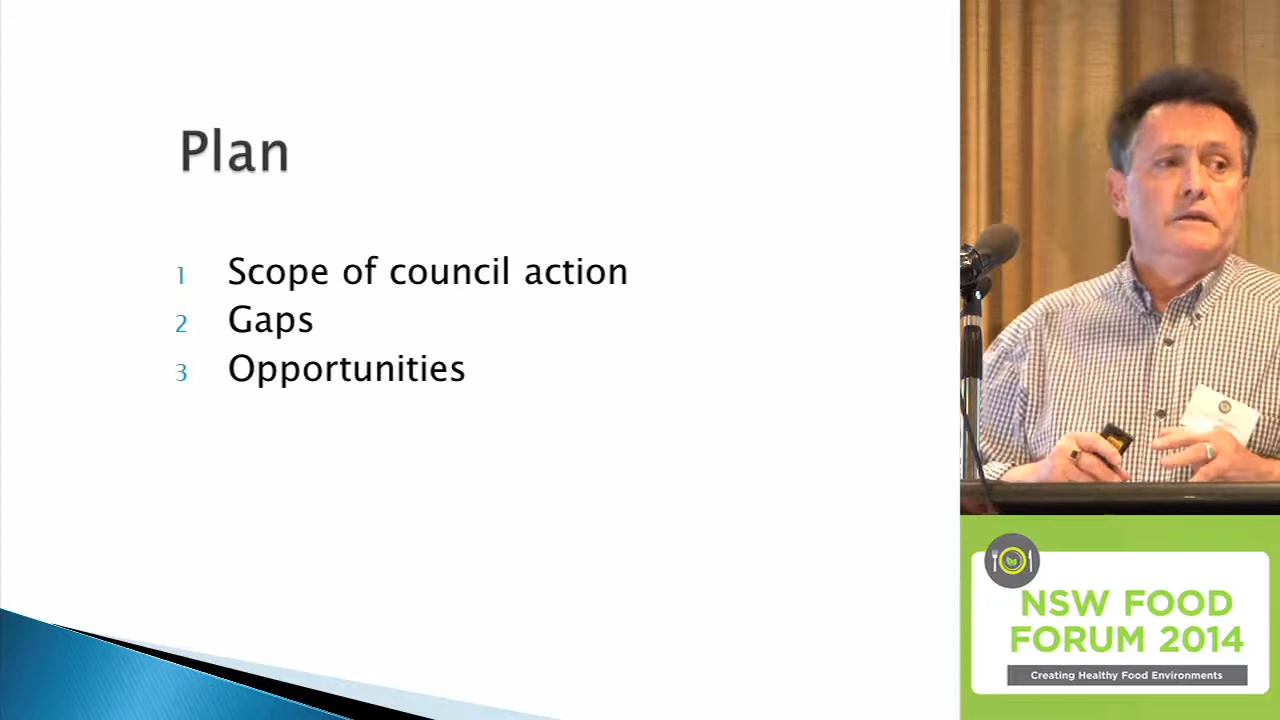 Plan
1 Scope of council action
2 Gaps
3 Opportunities
NSW FOOD
FORUM 2014
Creating Healthy Food Environments